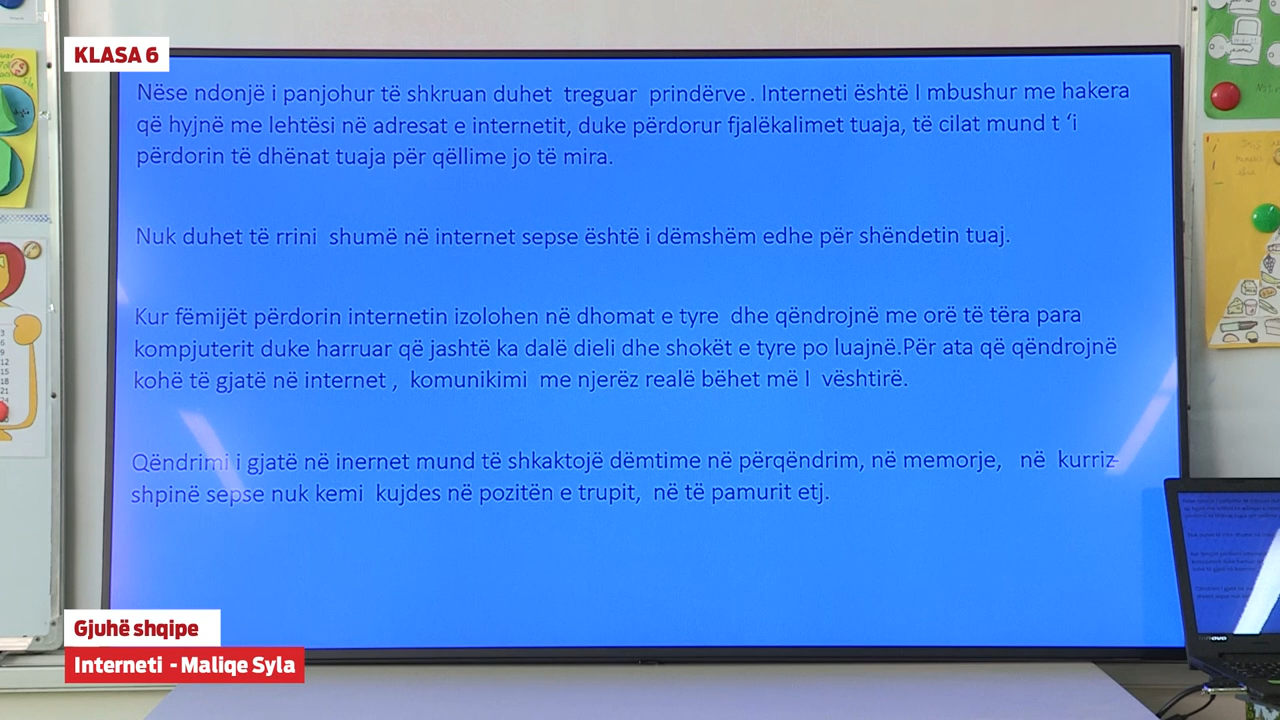 KLASA 6
Nëse ndonjë i panjohur të shkruan duhet treguar prindërve . Interneti është I mbushur me hakera
që hyjnë me lehtësi në adresat e internetit, duke përdorur fjalëkalimet tuaja, të cilat mund t ‘i
përdorin të dhënat tuaja për qëllime jo të mira.
Nuk duhet të rrini shumë në internet sepse është i dëmshëm edhe për shëndetin tuaj.
Kur fëmijët përdorin internetin izolohen në dhomat e tyre dhe qëndrojnë me orë të tëra para
kompjuterit duke harruar që jashtë ka dalë dieli dhe shokët e tyre po luajnë.Për ata që qëndrojnë
kohë të gjatë në internet , komunikimi me njerëz realë bëhet më I vështirë.
Qëndrimi i gjatë në inernet mund të shkaktojë dëmtime në përqëndrim, në memorje, në kurriz-
shpinë sepse nuk kemi kujdes në pozitën e trupit, në të pamurit etj.
Gjuhë shqipe
Interneti - Maliqe Syla